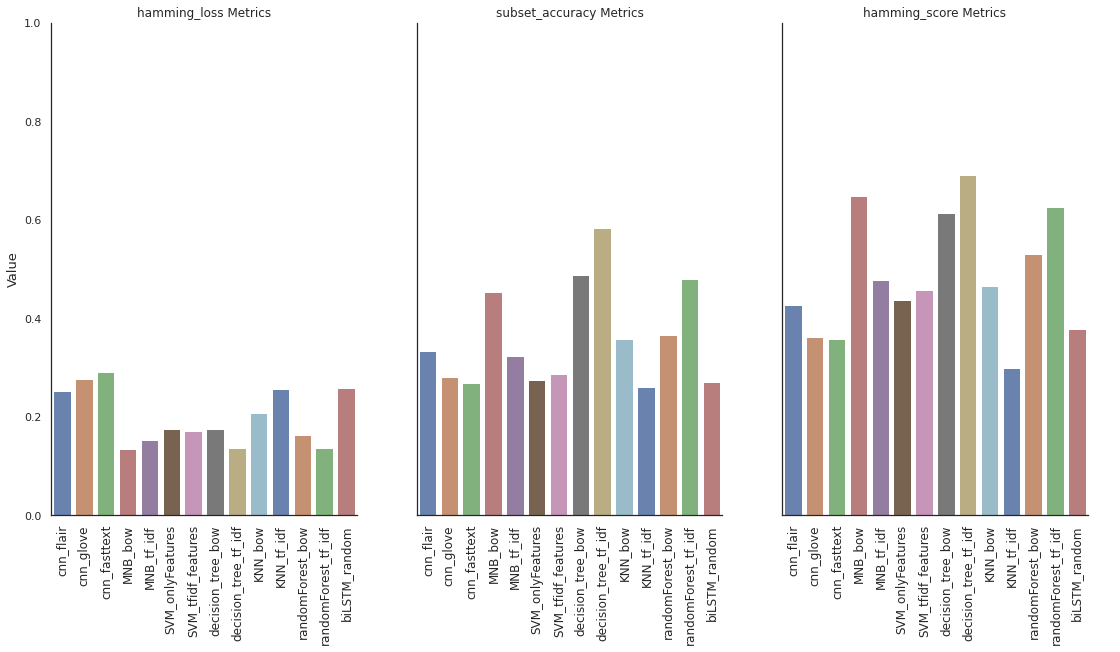 hamming_loss Metrics
subset_accuracy Metrics
hamming_score Metrics
Value
1.0
0.8
0.6
0.4
0.2
0.0
cnn_flair
cnn_glove
cnn_fasttext
MNB_bow
MNB_tf_idf
SVM_onlyFeatures
SVM_tfidf_features
decision_tree_bow
decision_tree_tf_idf
KNN_bow
KNN_tf_idf
randomForest_bow
randomForest_tf_idf
biLSTM_random
cnn_flair
cnn_glove
cnn_fasttext
MNB_bow
MNB_tf_idf
SVM_onlyFeatures
SVM_tfidf_features
decision_tree_bow
decision_tree_tf_idf
KNN_bow
KNN_tf_idf
randomForest_bow
randomForest_tf_idf
biLSTM_random
cnn_flair
cnn_glove
cnn_fasttext
MNB_bow
MNB_tf_idf
SVM_onlyFeatures
SVM_tfidf_features
decision_tree_bow
decision_tree_tf_idf
KNN_bow
KNN_tf_idf
randomForest_bow
randomForest_tf_idf
biLSTM_random